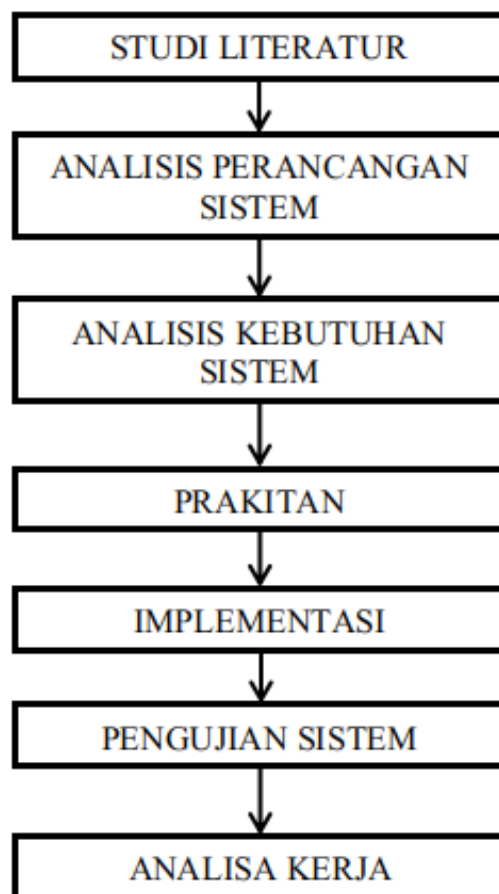 STUDI LITERATUR
ANALISIS PERANCANGAN
SISTEM
ANALISIS KEBUTUHAN
SISTEM
PRAKITAN
IMPLEMENTASI
PENGUJIAN SISTEM
ANALISA KERJA